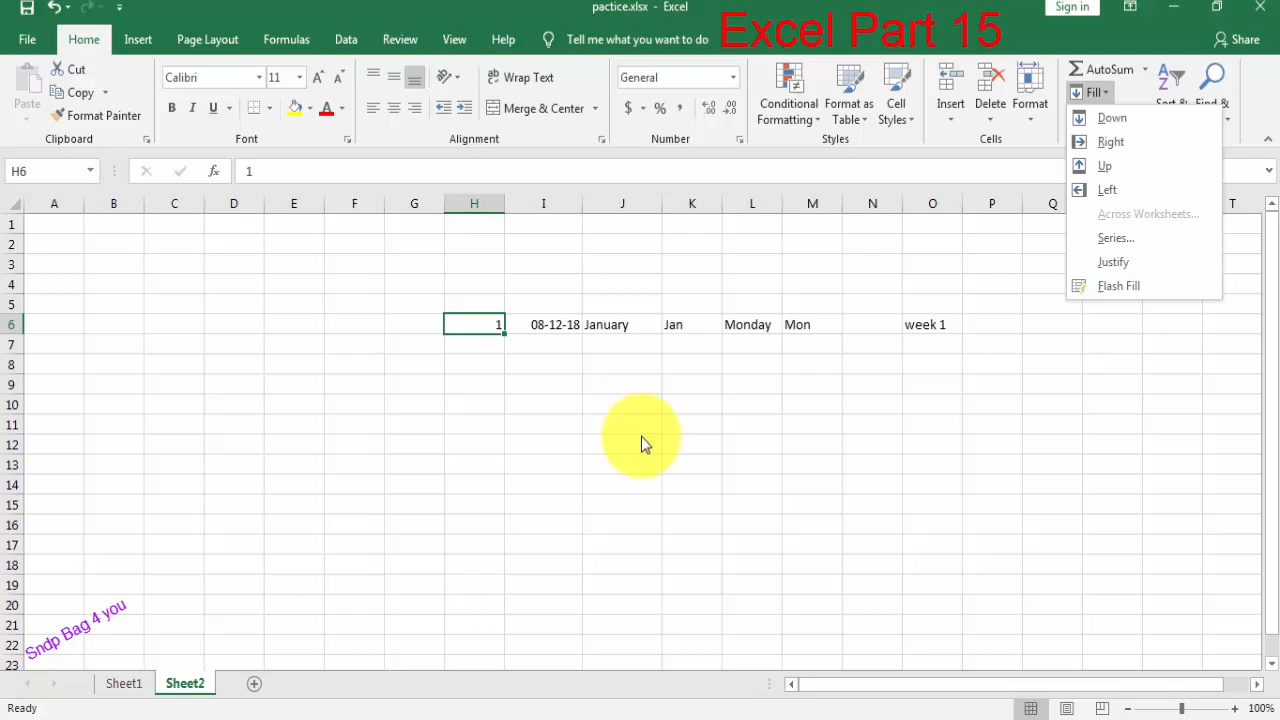 pactice.xlsx - Excel
Sign in
Excel Part 15
File Home Insert Page Layout Formulas Data Review View Help Tell me what you want to do Share
Paste
Cut
Copy
Format Painter
Clipboard
Calibri 11
B I U A
Font
Wrap Text
Merge & Center
Alignment
General
$ % , .00
Number
Conditional Formatting
Format as Table
Cell Styles
Styles
Insert
Delete
Format
Cells
AutoSum
Fill
Down
Right
Up
Left
Across Worksheets...
Series...
Justify
Flash Fill
H6 fx 1
A B C D E F G H I J K L M N O P Q T
1
2
3
4
5
6 1 08-12-18 January Jan Monday Mon week 1
7
8
9
10
11
12
13
14
15
16
17
18
19
20
21
22
23
Sndp Bag 4 you
Sheet1 Sheet2
Ready 100%